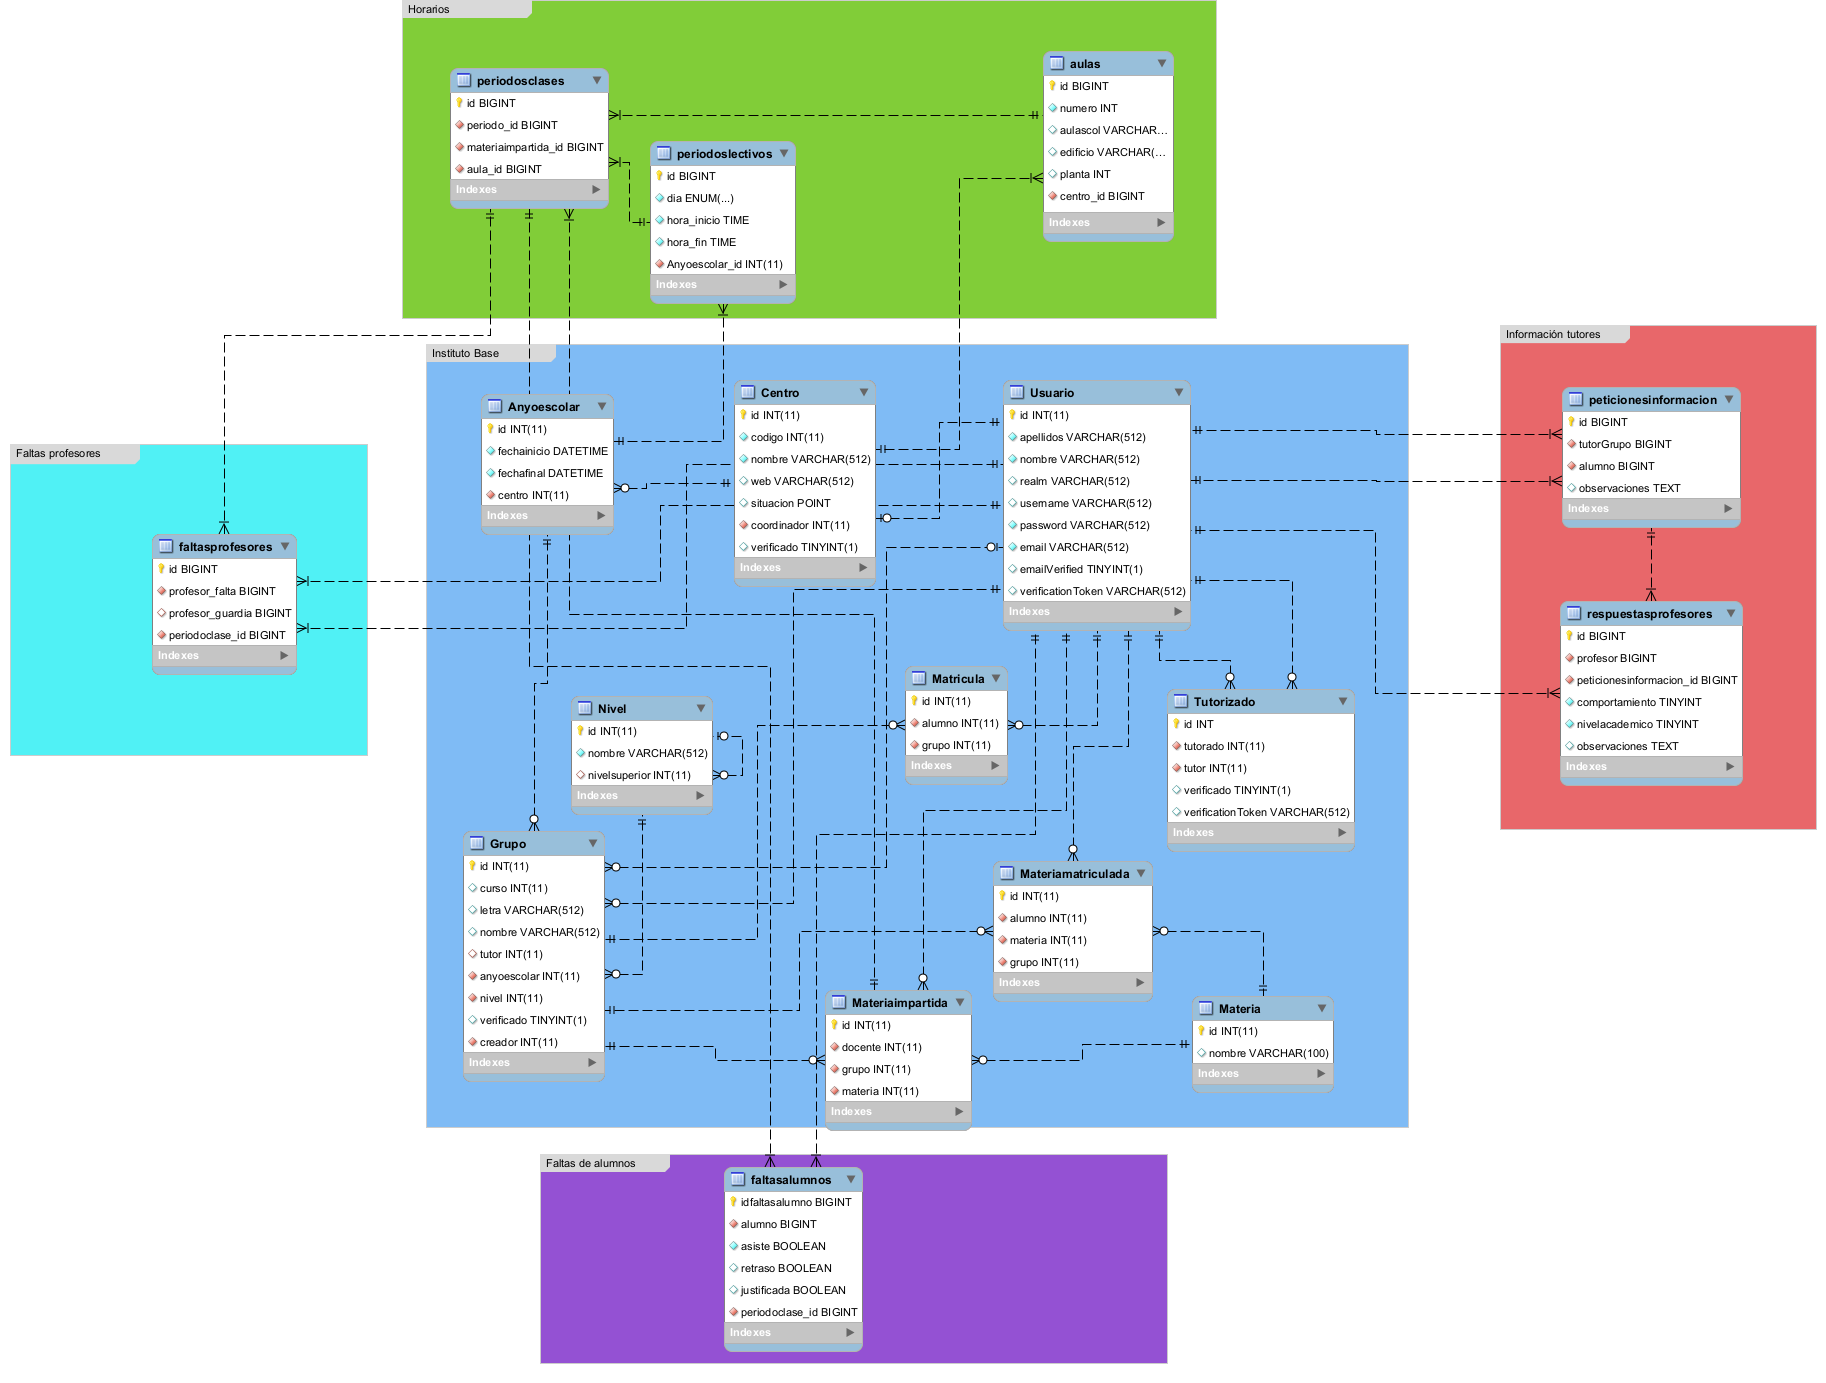 Horarios
periodosclases
id BIGINT
periodo_id BIGINT
materiaimpartida_id BIGINT
aula_id BIGINT
Indexes
periodoslectivos
id BIGINT
dia ENUM(...)
hora_inicio TIME
hora_fin TIME
Anyoescolar_id INT(11)
Indexes
aulas
id BIGINT
numero INT
aulascol VARCHAR...
edificio VARCHAR(...
planta INT
centro_id BIGINT
Indexes
Faltas profesores
faltasprofesores
id BIGINT
profesor_falta BIGINT
profesor_guardia BIGINT
periodoclase_id BIGINT
Indexes
Instituto Base
Anyoescolar
id INT(11)
fechainicio DATETIME
fechafinal DATETIME
centro INT(11)
Indexes
Centro
id INT(11)
codigo INT(11)
nombre VARCHAR(512)
web VARCHAR(512)
situacion POINT
coordinador INT(11)
verificado TINYINT(1)
Indexes
Usuario
id INT(11)
apellidos VARCHAR(512)
nombre VARCHAR(512)
realm VARCHAR(512)
username VARCHAR(512)
password VARCHAR(512)
email VARCHAR(512)
emailVerified TINYINT(1)
verificationToken VARCHAR(512)
Indexes
Nivel
id INT(11)
nombre VARCHAR(512)
nivelsuperior INT(11)
Indexes
Matricula
id INT(11)
alumno INT(11)
grupo INT(11)
Indexes
Tutorizado
id INT
tutorado INT(11)
tutor INT(11)
verificado TINYINT(1)
verificationToken VARCHAR(512)
Indexes
Grupo
id INT(11)
curso INT(11)
letra VARCHAR(512)
nombre VARCHAR(512)
tutor INT(11)
anyoescolar INT(11)
nivel INT(11)
verificado TINYINT(1)
creador INT(11)
Indexes
Materiamatriculada
id INT(11)
alumno INT(11)
materia INT(11)
grupo INT(11)
Indexes
Materiaimpartida
id INT(11)
docente INT(11)
grupo INT(11)
materia INT(11)
Indexes
Materia
id INT(11)
nombre VARCHAR(100)
Indexes
Información tutores
peticionesinformacion
id BIGINT
tutorGrupo BIGINT
alumno BIGINT
observaciones TEXT
Indexes
respuestasprofesores
id BIGINT
profesor BIGINT
peticionesinformacion_id BIGINT
comportamiento TINYINT
nivelacademico TINYINT
observaciones TEXT
Indexes
Faltas de alumnos
faltasalumnos
idfaltasalumno BIGINT
alumno BIGINT
asiste BOOLEAN
retraso BOOLEAN
justificada BOOLEAN
periodoclase_id BIGINT
Indexes